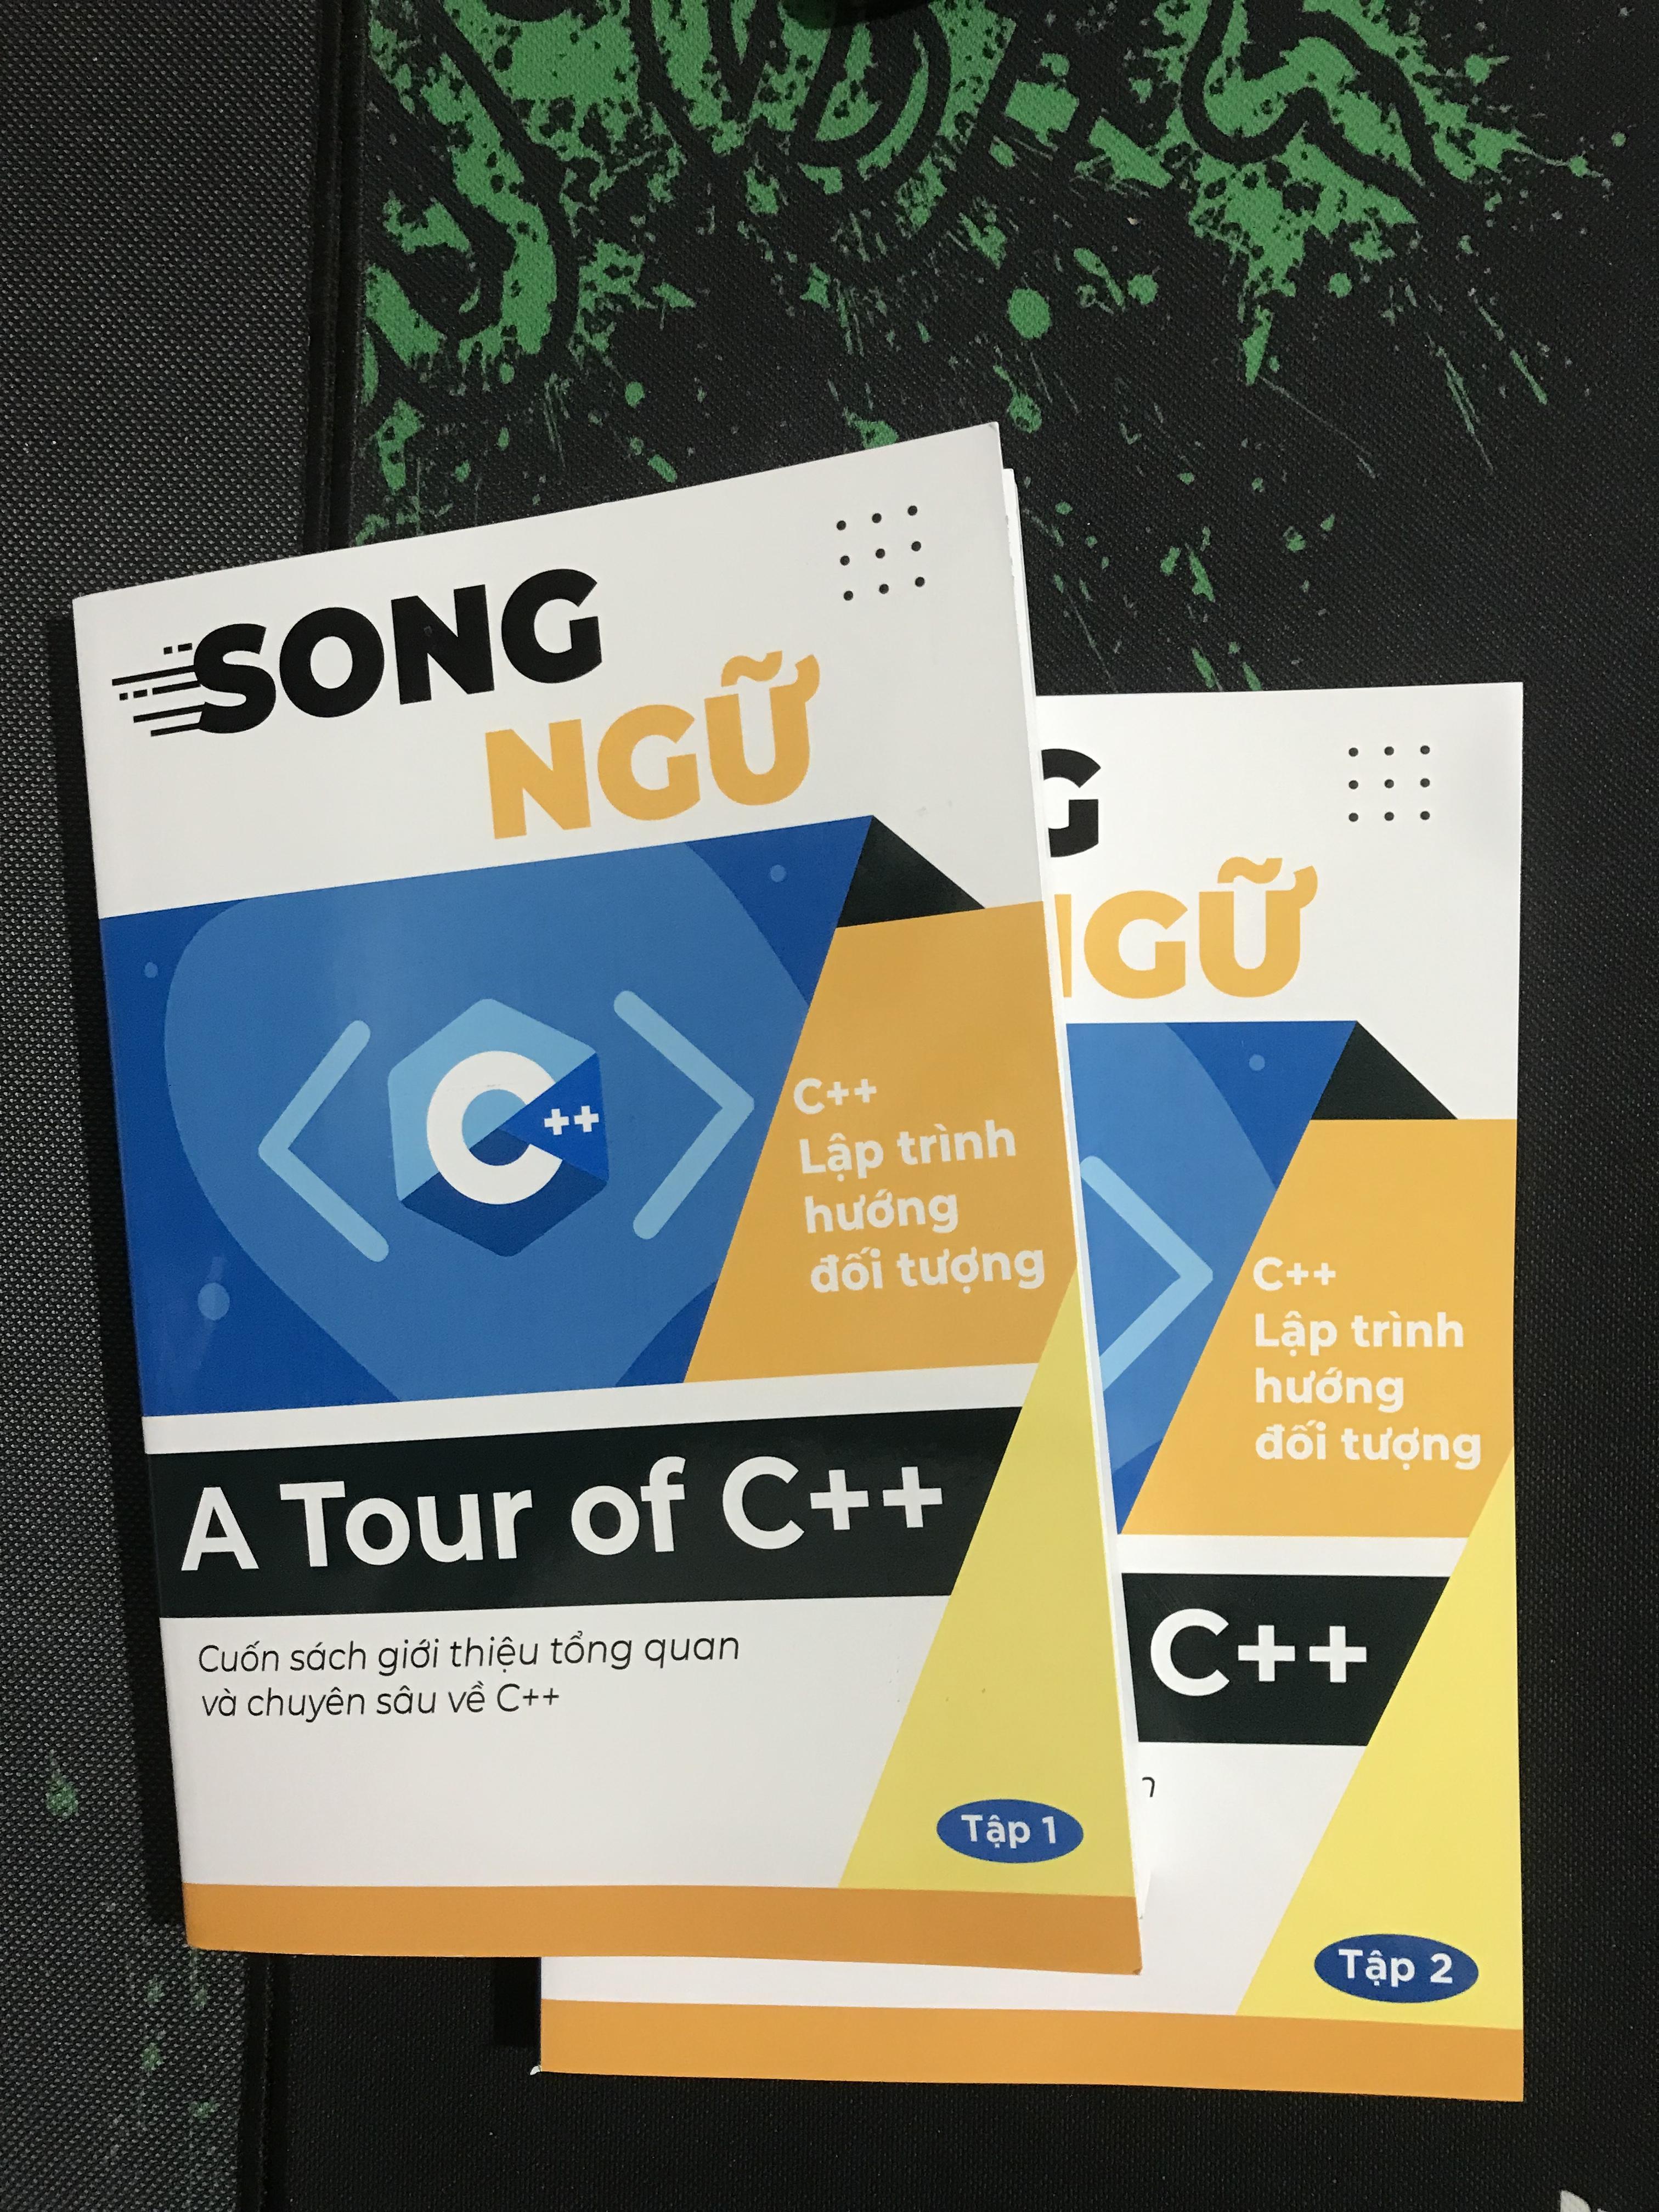 SONG
NGỮ
C++
C++
Lập trình
hướng
đối tượng
A Tour of C++
Cuốn sách giới thiệu tổng quan
và chuyên sâu về C++
Tập 1
G
GỮ
C++
Lập trình
hướng
đối tượng
C++
Tập 2